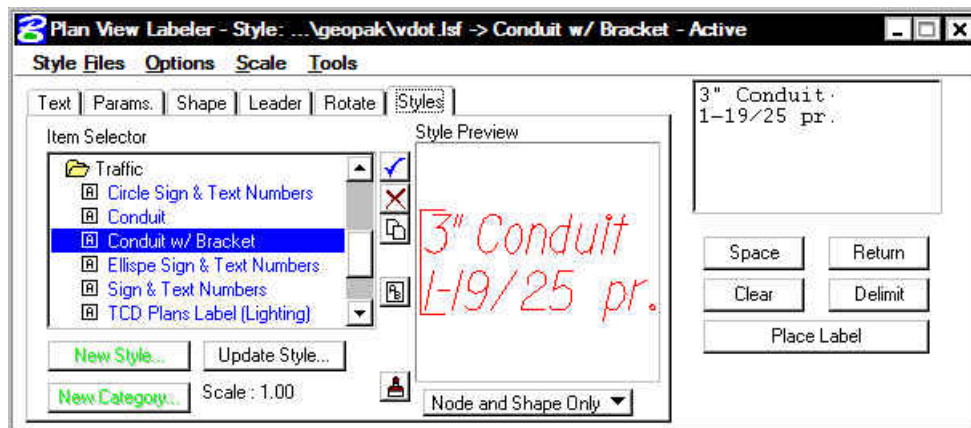 Plan View Labeler - Style: ...\geopak\vdot.lsf -> Conduit w/ Bracket - Active
Style Files Options Scale Tools
Text Params. Shape Leader Rotate Styles
Item Selector
Traffic
Circle Sign & Text Numbers
Conduit
Conduit w/ Bracket
Ellispe Sign & Text Numbers
Sign & Text Numbers
TCD Plans Label (Lighting)
New Style... Update Style...
New Category... Scale : 1.00
Style Preview
3" Conduit
1-19/25 pr.
Node and Shape Only
3" Conduit
1-19/25 pr.
Space Return
Clear Delimit
Place Label